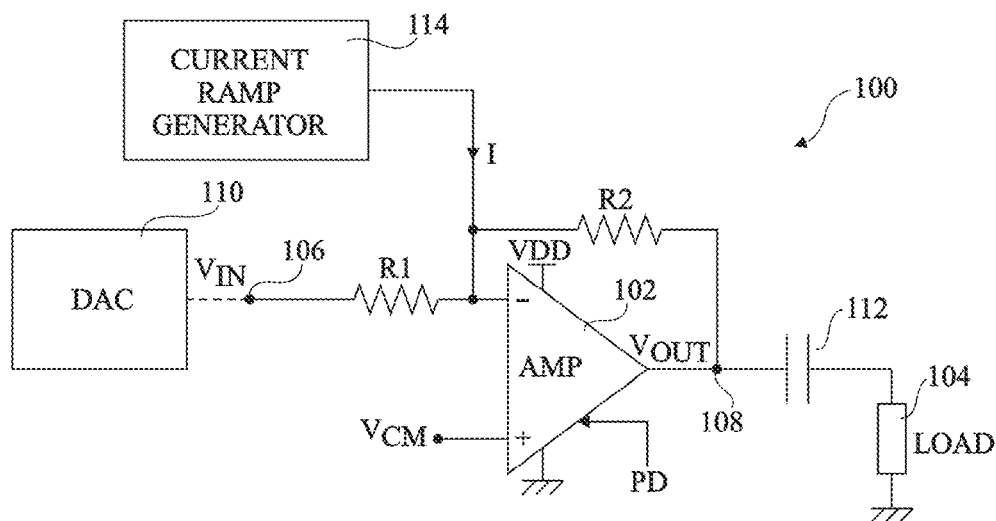 114
CURRENT
RAMP
GENERATOR
100
I
110
R2
VIN
106
R1
VDD
DAC
-
102
112
VOUT
AMP
104
VCM
+
108
LOAD
PD